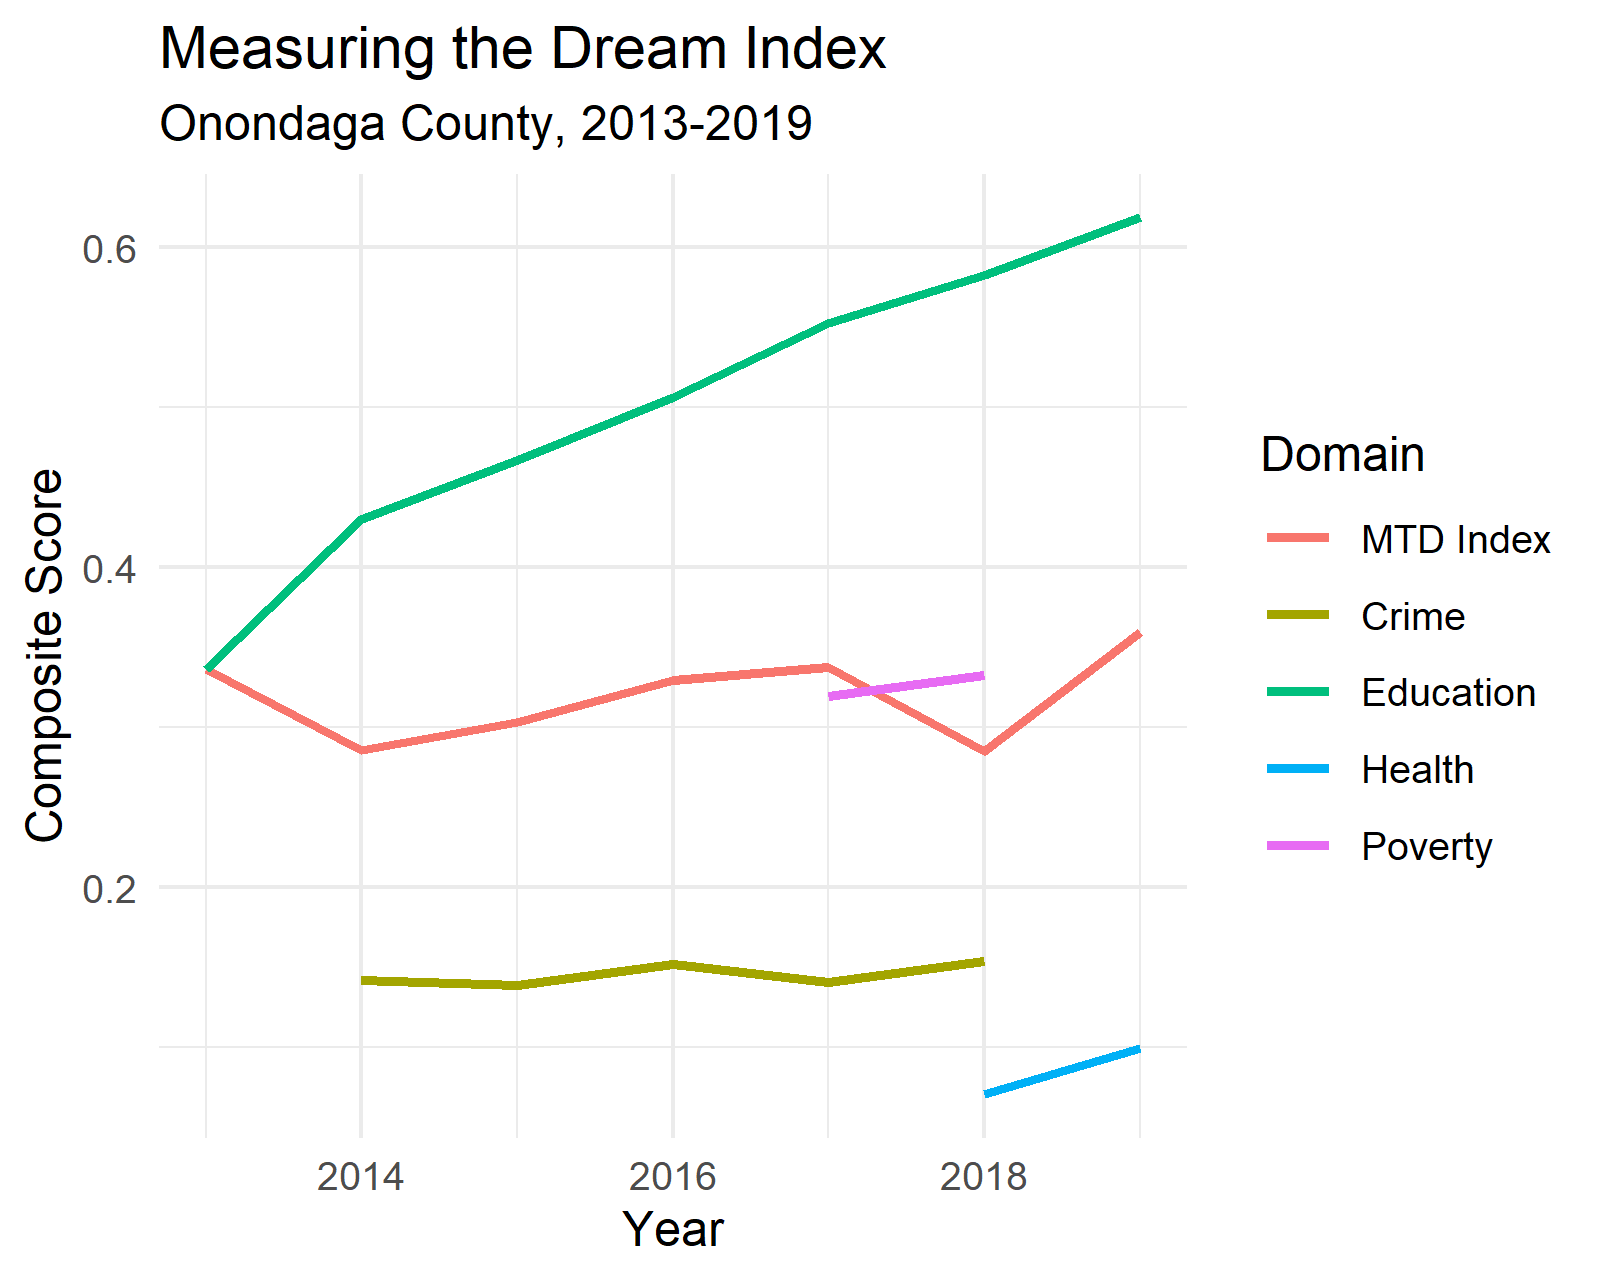 Measuring the Dream Index
Onondaga County, 2013-2019
Composite Score
0.6
0.4
0.2
2014
2016
2018
Year
Domain
MTD Index
Crime
Education
Health
Poverty